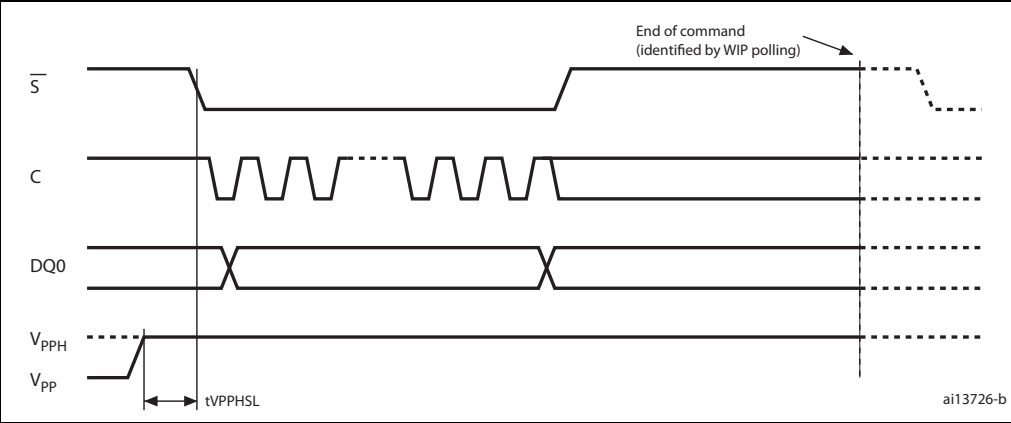 End of command
(identified by WIP polling)
S
C
DQ0
VPPH
VPP
tVPPHSL
ai13726-b